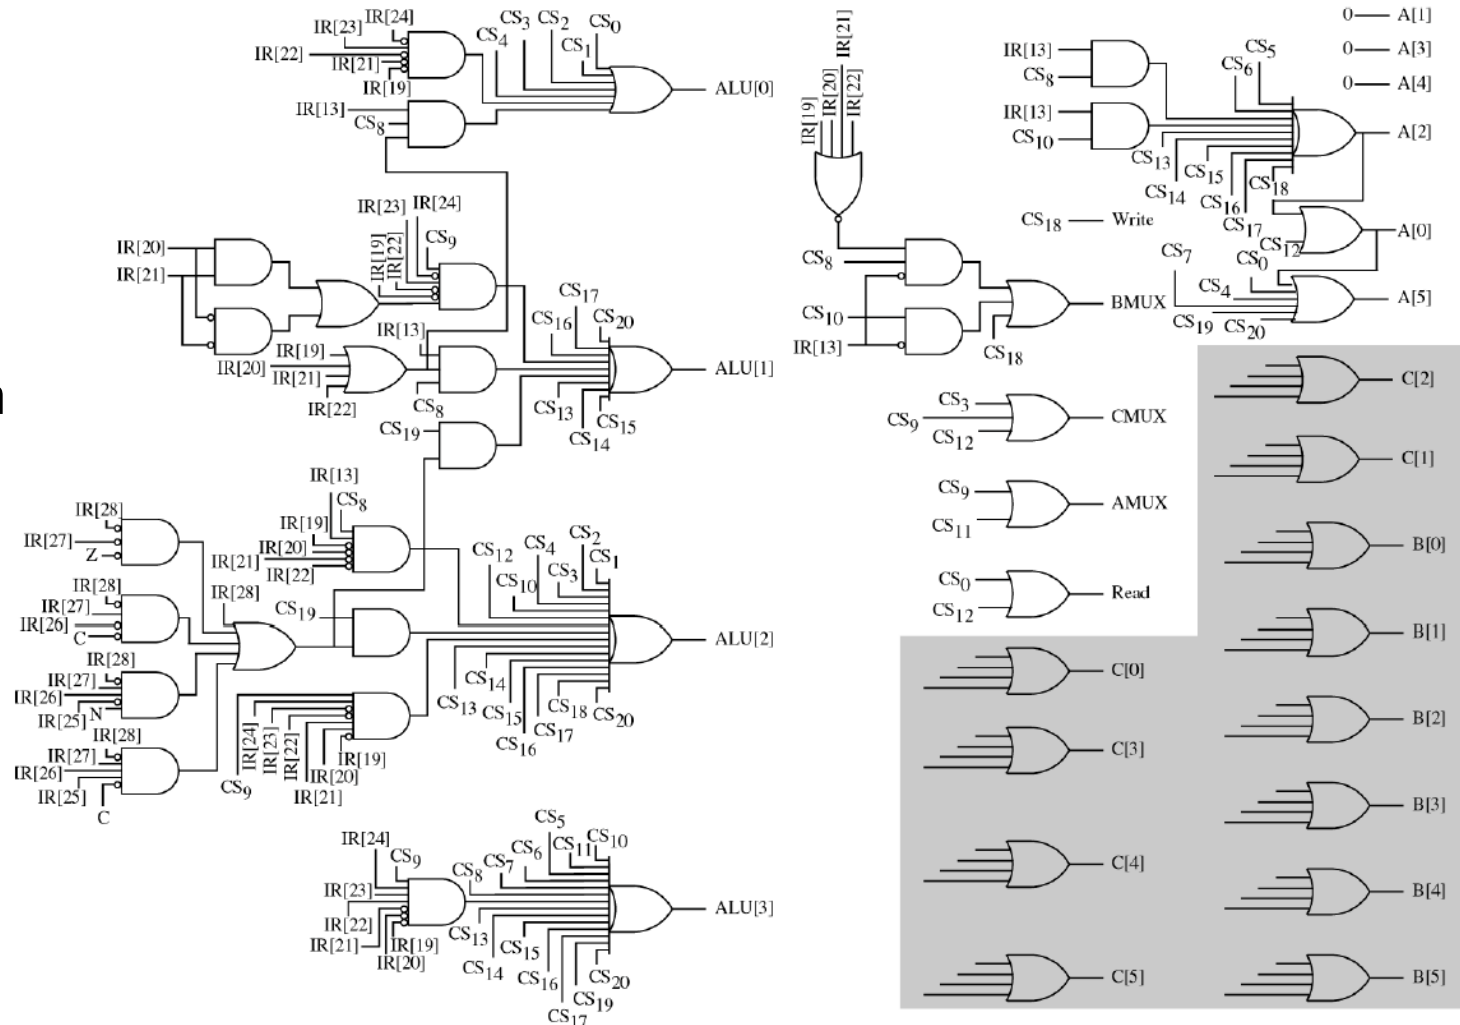 IR[24]
IR[23]
IR[22]
IR[21]
IR[19]
CS3
CS2
CS0
CS4
CS1
ALU[0]
IR[13]
CS8
IR[23]
IR[24]
CS9
IR[19]
IR[22]
IR[20]
IR[21]
IR[19]
IR[20]
IR[21]
IR[22]
IR[13]
CS8
CS19
CS17
CS16
CS20
ALU[1]
CS13
CS15
CS14
IR[28]
IR[27]
Z
IR[28]
IR[27]
IR[26]
C
IR[28]
IR[27]
IR[26]
IR[25]
N
IR[28]
IR[27]
IR[26]
IR[25]
C
IR[28]
IR[13]
CS8
IR[19]
IR[20]
IR[21]
IR[22]
CS19
CS9
IR[24]
IR[23]
IR[22]
IR[21]
IR[20]
IR[19]
CS12
CS4
CS2
CS10
CS3
CS1
ALU[2]
CS13
CS14
CS15
CS16
CS17
CS18
CS20
IR[24]
CS9
IR[23]
IR[22]
IR[21]
IR[20]
IR[19]
CS8
CS7
CS6
CS5
CS11
CS10
ALU[3]
CS13
CS14
CS15
CS16
CS17
CS19
CS20
IR[19]
IR[20]
IR[21]
IR[22]
CS8
CS10
IR[13]
CS18
BMUX
CS3
CS9
CS12
CMUX
CS9
CS11
AMUX
CS0
CS12
Read
CS18
Write
0
A[1]
0
A[3]
0
A[4]
IR[13]
CS8
IR[13]
CS10
CS6
CS5
A[2]
CS13
CS14
CS15
CS16
CS17
CS18
CS12
A[0]
CS7
CS0
CS4
CS19
CS20
A[5]
C[2]
C[1]
B[0]
B[1]
B[2]
B[3]
B[4]
B[5]
C[0]
C[3]
C[4]
C[5]